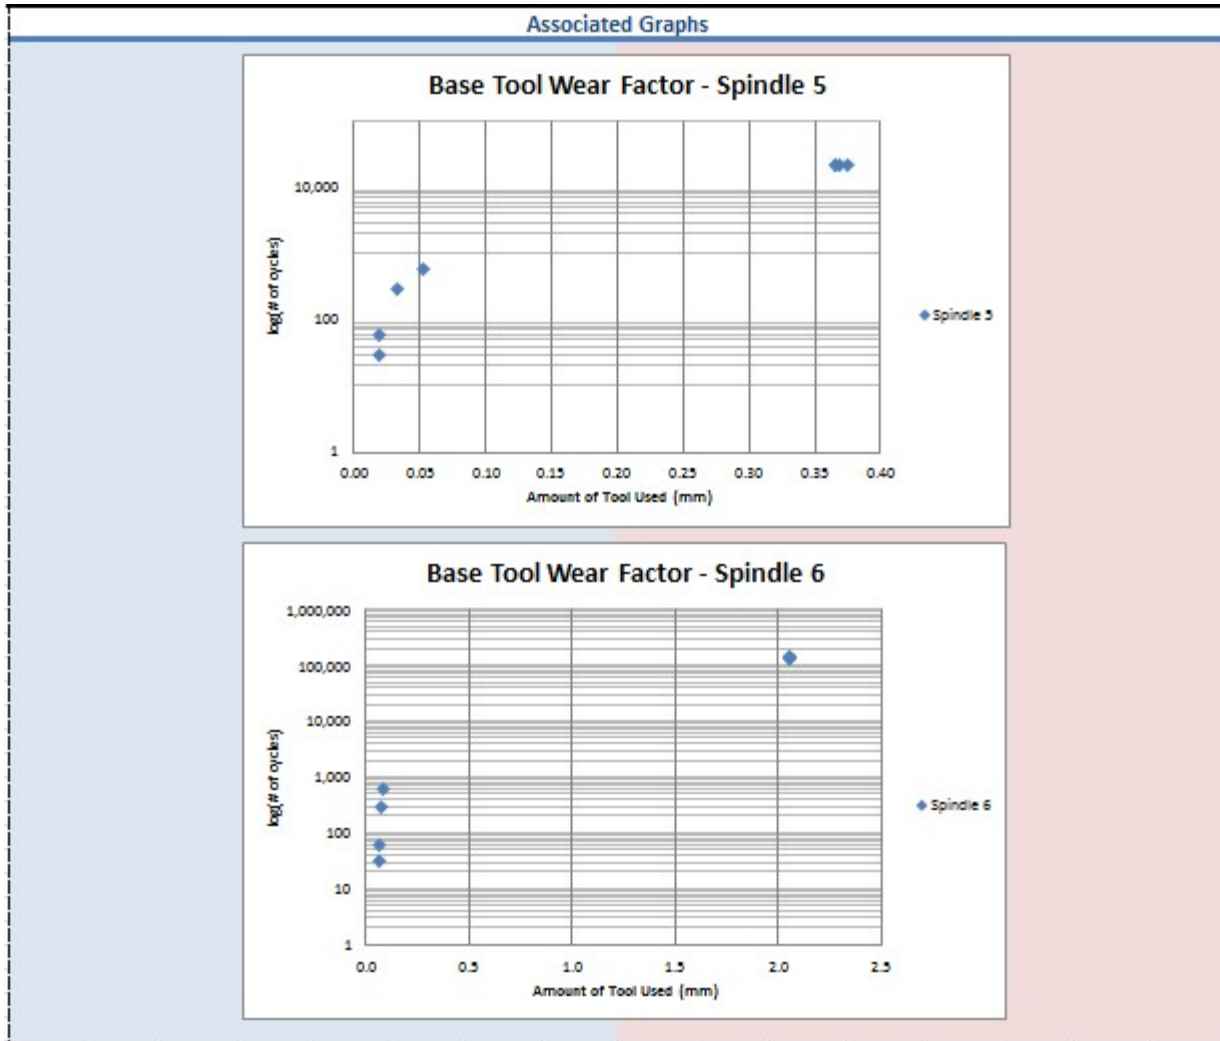 Associated Graphs
Base Tool Wear Factor - Spindle 5
10,000
100
1
log(# of cycles)
0.00 0.05 0.10 0.15 0.20 0.25 0.30 0.35 0.40
Amount of Tool Used (mm)
Spindle 5
Base Tool Wear Factor - Spindle 6
1,000,000
100,000
10,000
1,000
100
10
1
log(# of cycles)
0.0 0.5 1.0 1.5 2.0 2.5
Amount of Tool Used (mm)
Spindle 6